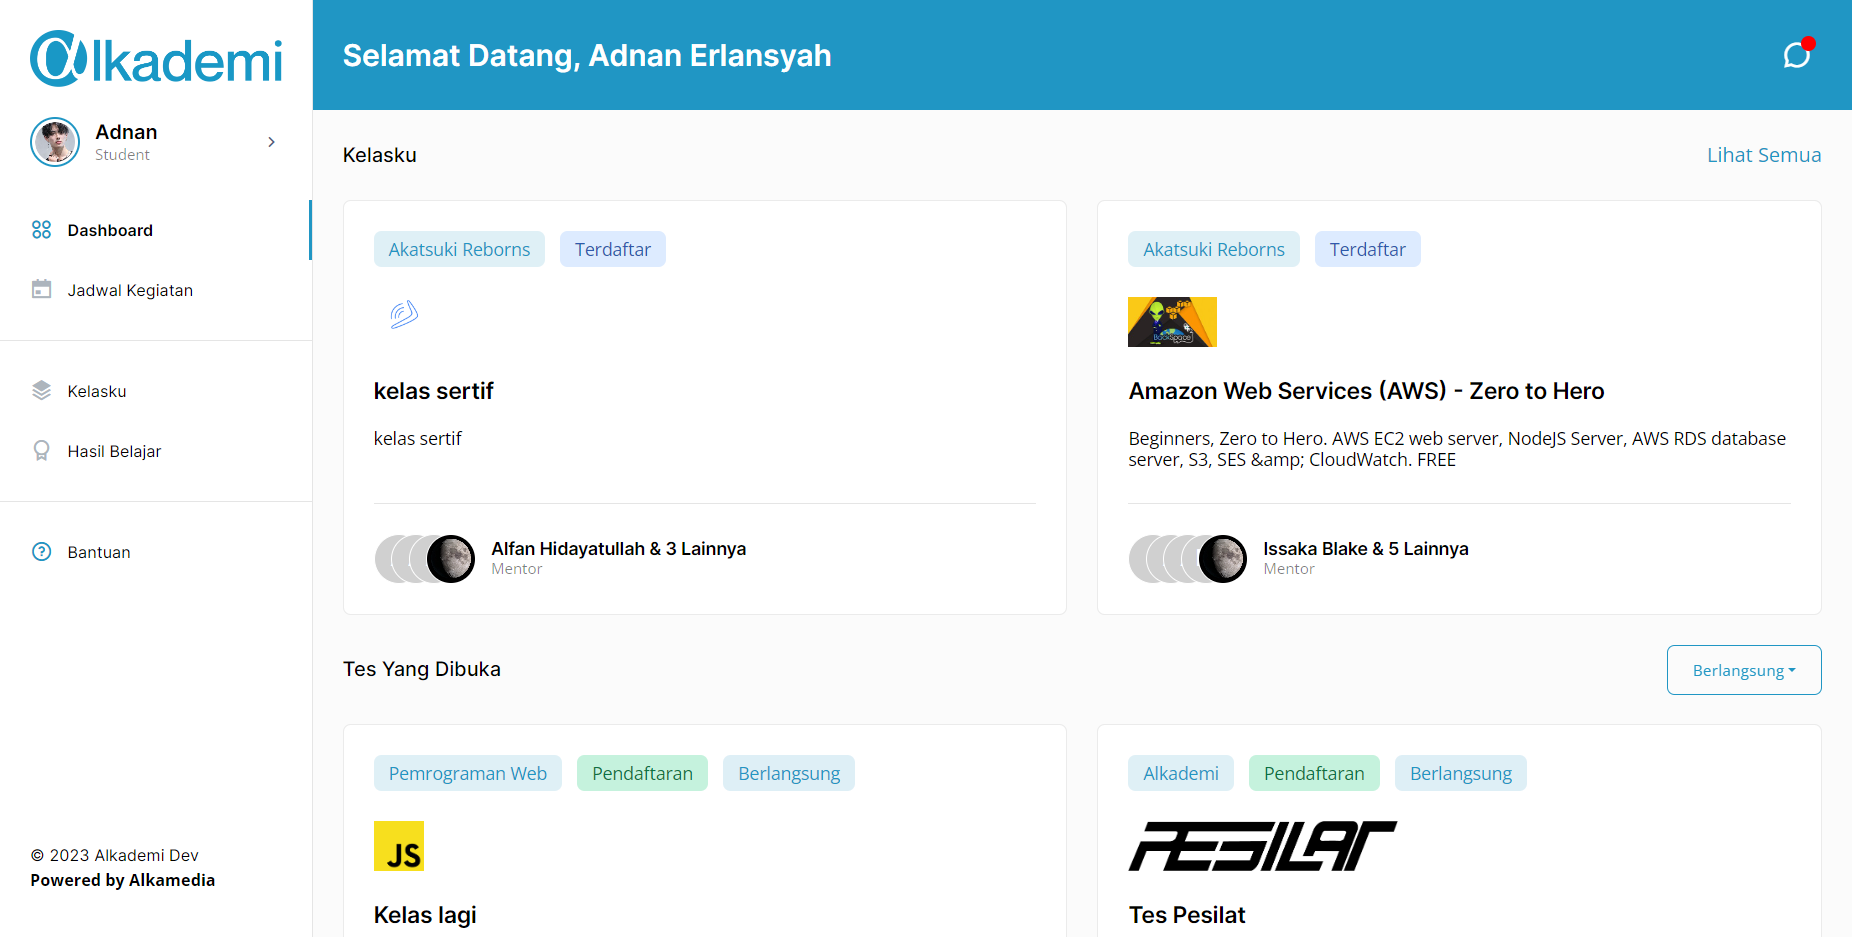 Alkademi
Selamat Datang, Adnan Erlansyah
Adnan
Student
Dashboard
Jadwal Kegiatan
Kelasku
Hasil Belajar
Bantuan
© 2023 Alkademi Dev
Powered by Alkamedia
Kelasku
Lihat Semua
Akatsuki Reborns
Terdaftar
kelas sertif
kelas sertif
Alfan Hidayatullah & 3 Lainnya
Mentor
Akatsuki Reborns
Terdaftar
BackSpace
Amazon Web Services (AWS) - Zero to Hero
Beginners, Zero to Hero. AWS EC2 web server, NodeJS Server, AWS RDS database
server, S3, SES &amp; CloudWatch. FREE
Issaka Blake & 5 Lainnya
Mentor
Tes Yang Dibuka
Berlangsung
Pemrograman Web
Pendaftaran
Berlangsung
JS
Kelas lagi
Alkademi
Pendaftaran
Berlangsung
PESILAT
Tes Pesilat